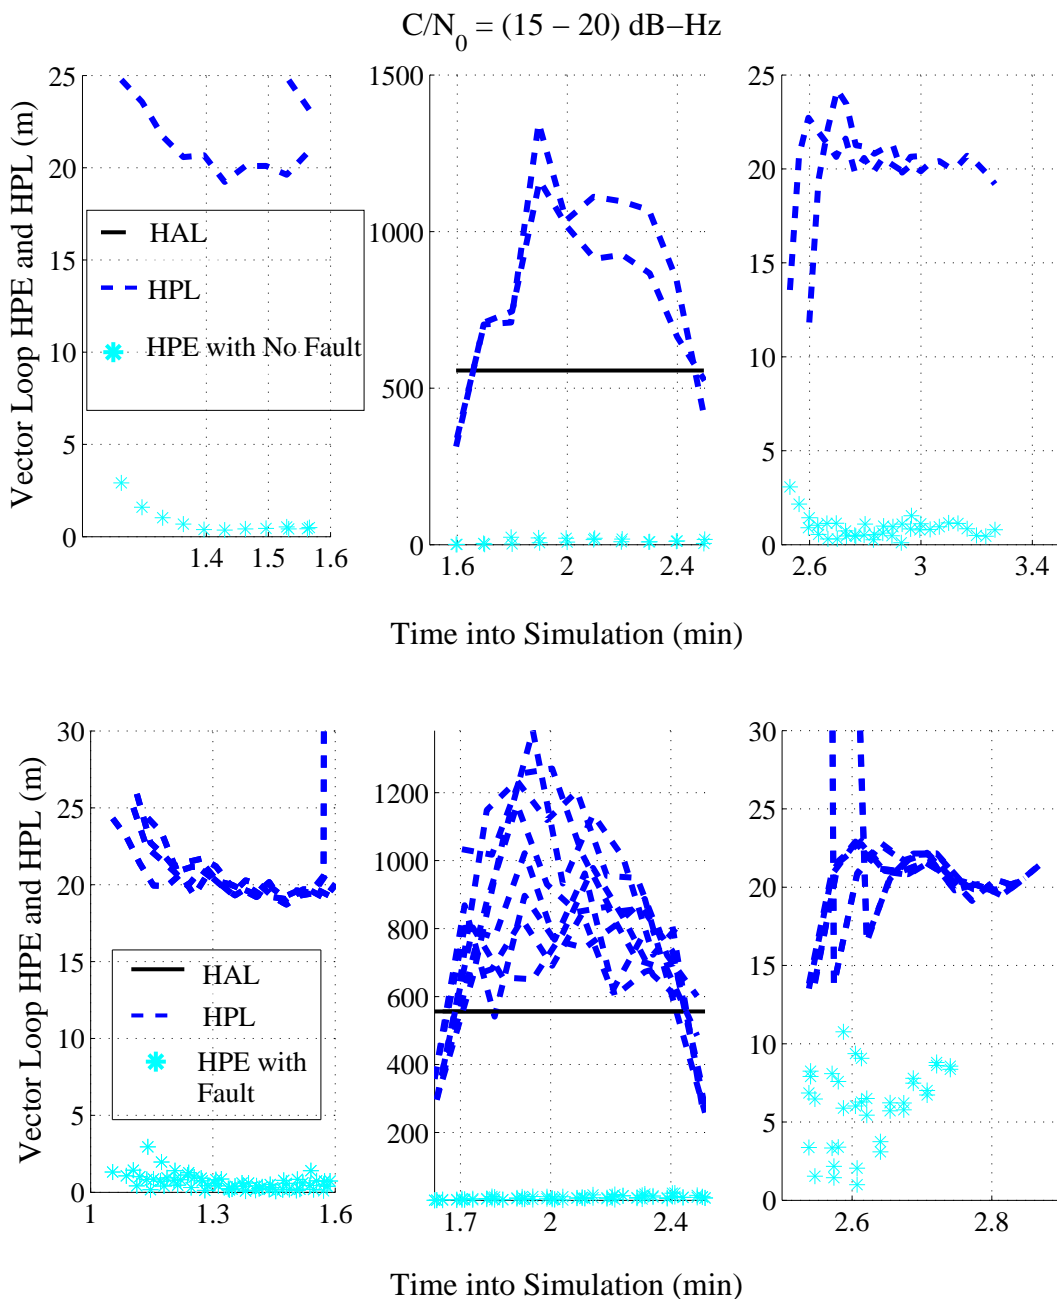 C/N0 = (15 − 20) dB−Hz
Vector Loop HPE and HPL (m)
25
20
15
10
5
0
HAL
HPL
HPE with No Fault
1.4 1.5 1.6
1500
1000
500
0
1.6 2 2.4
25
20
15
10
5
0
2.6 3 3.4
Time into Simulation (min)
Vector Loop HPE and HPL (m)
30
25
20
15
10
5
0
HAL
HPL
HPE with
Fault
1 1.3 1.6
1200
1000
800
600
400
200
1.7 2 2.4
30
25
20
15
10
5
0
2.6 2.8
Time into Simulation (min)